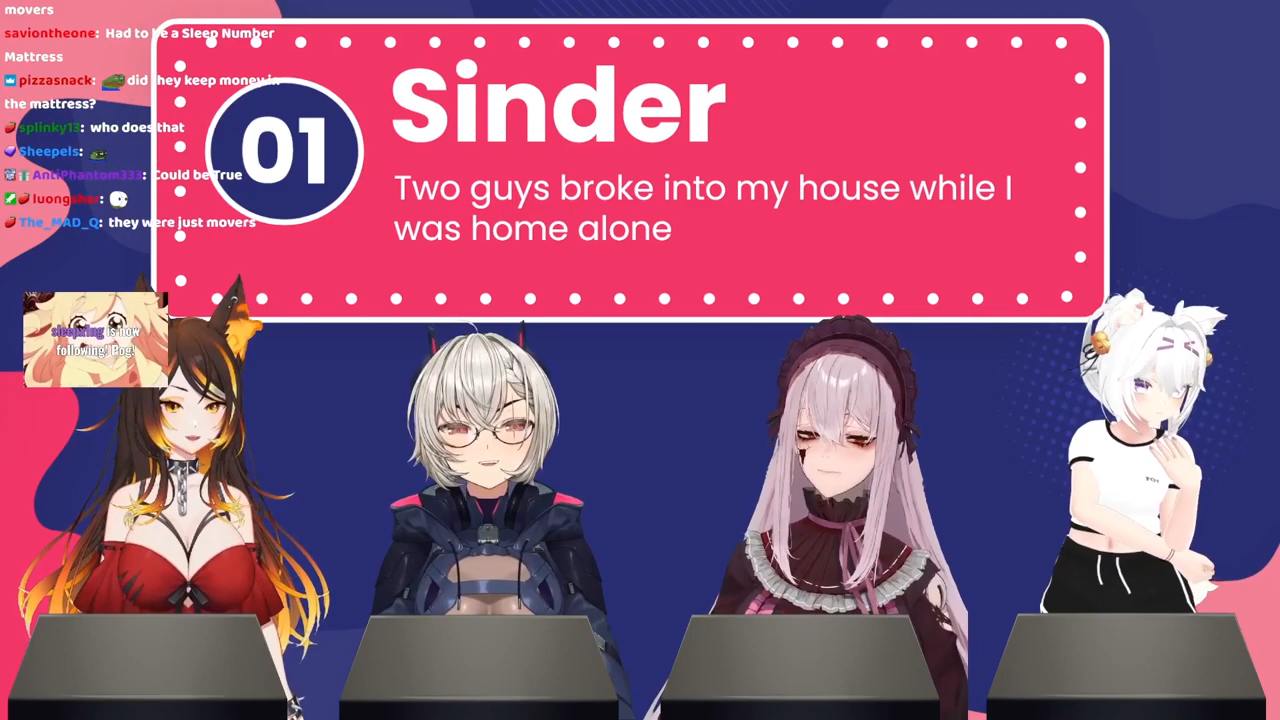 movers
saviontheone: Had to be a Sleep Number
Mattress
pizzasnack: did they keep money in
the mattress?
splinky13: who does that
Sheepels:
AntiPhantom333: Could be True
The_MAD_Q: they were just movers
01
Sinder
Two guys broke into my house while I
was home alone
is now
following! Pog!